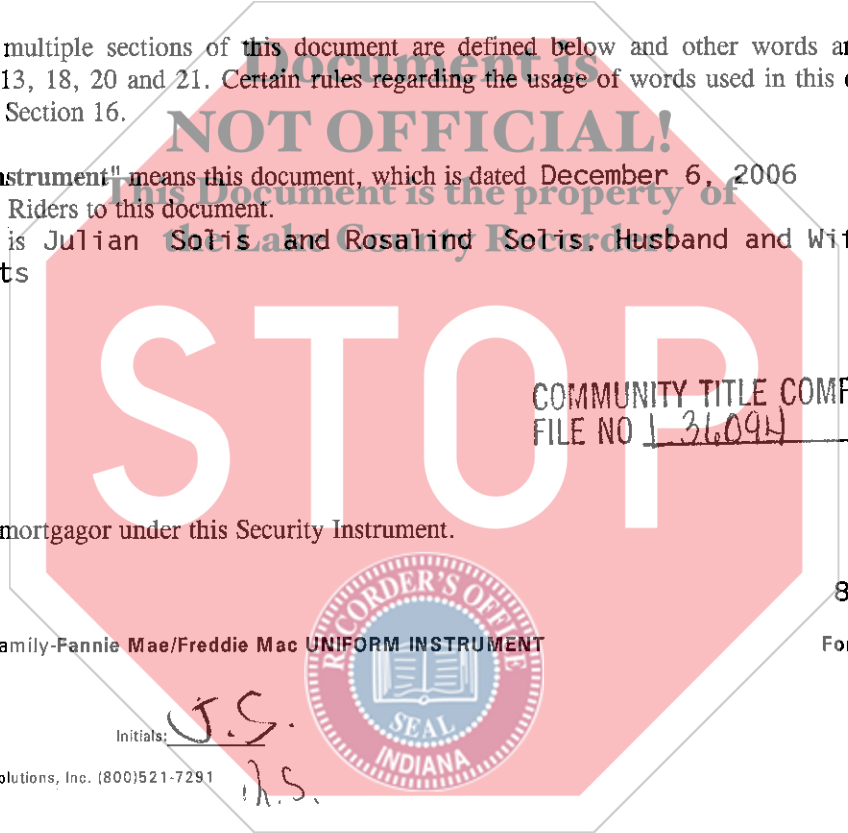 multiple sections of this document are defined below and other words
13, 18, 20 and 21. Certain rules regarding the usage of words used in this
Section 16.
Document is
NOT OFFICIAL!
This Document is the property of
the Lake County Recorder!
nstrument" means this document, which is dated December 6, 2006
Riders to this document.
is Julian Solis and Rosalind Solis, Husband and Wif
ts
STOP
COMMUNITY TITLE COMP
FILE NO L 36094
mortgagor under this Security Instrument.
8
amily-Fannie Mae/Freddie Mac UNIFORM INSTRUMENT
For
RECORDER'S OFFICE
SEAL
INDIANA
Initials: J.S.
olutions, Inc. (800)521-7291